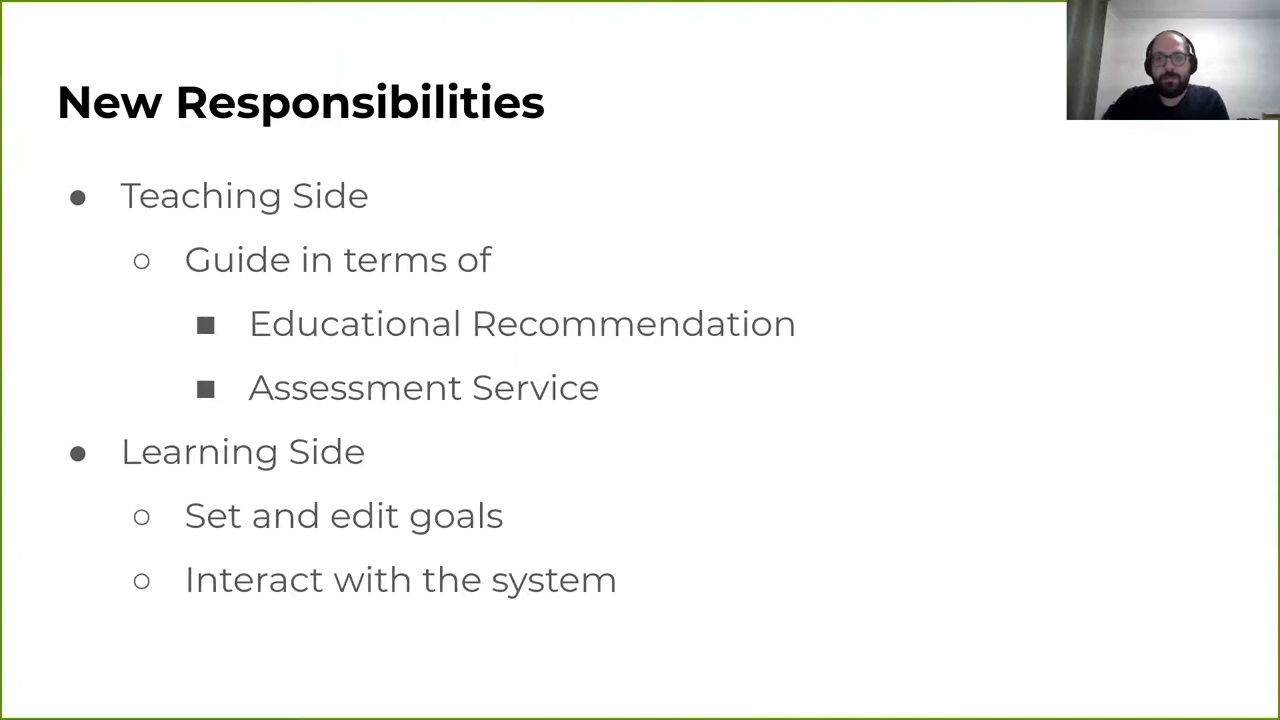 New Responsibilities
● Teaching Side
○ Guide in terms of
■ Educational Recommendation
■ Assessment Service
● Learning Side
○ Set and edit goals
○ Interact with the system